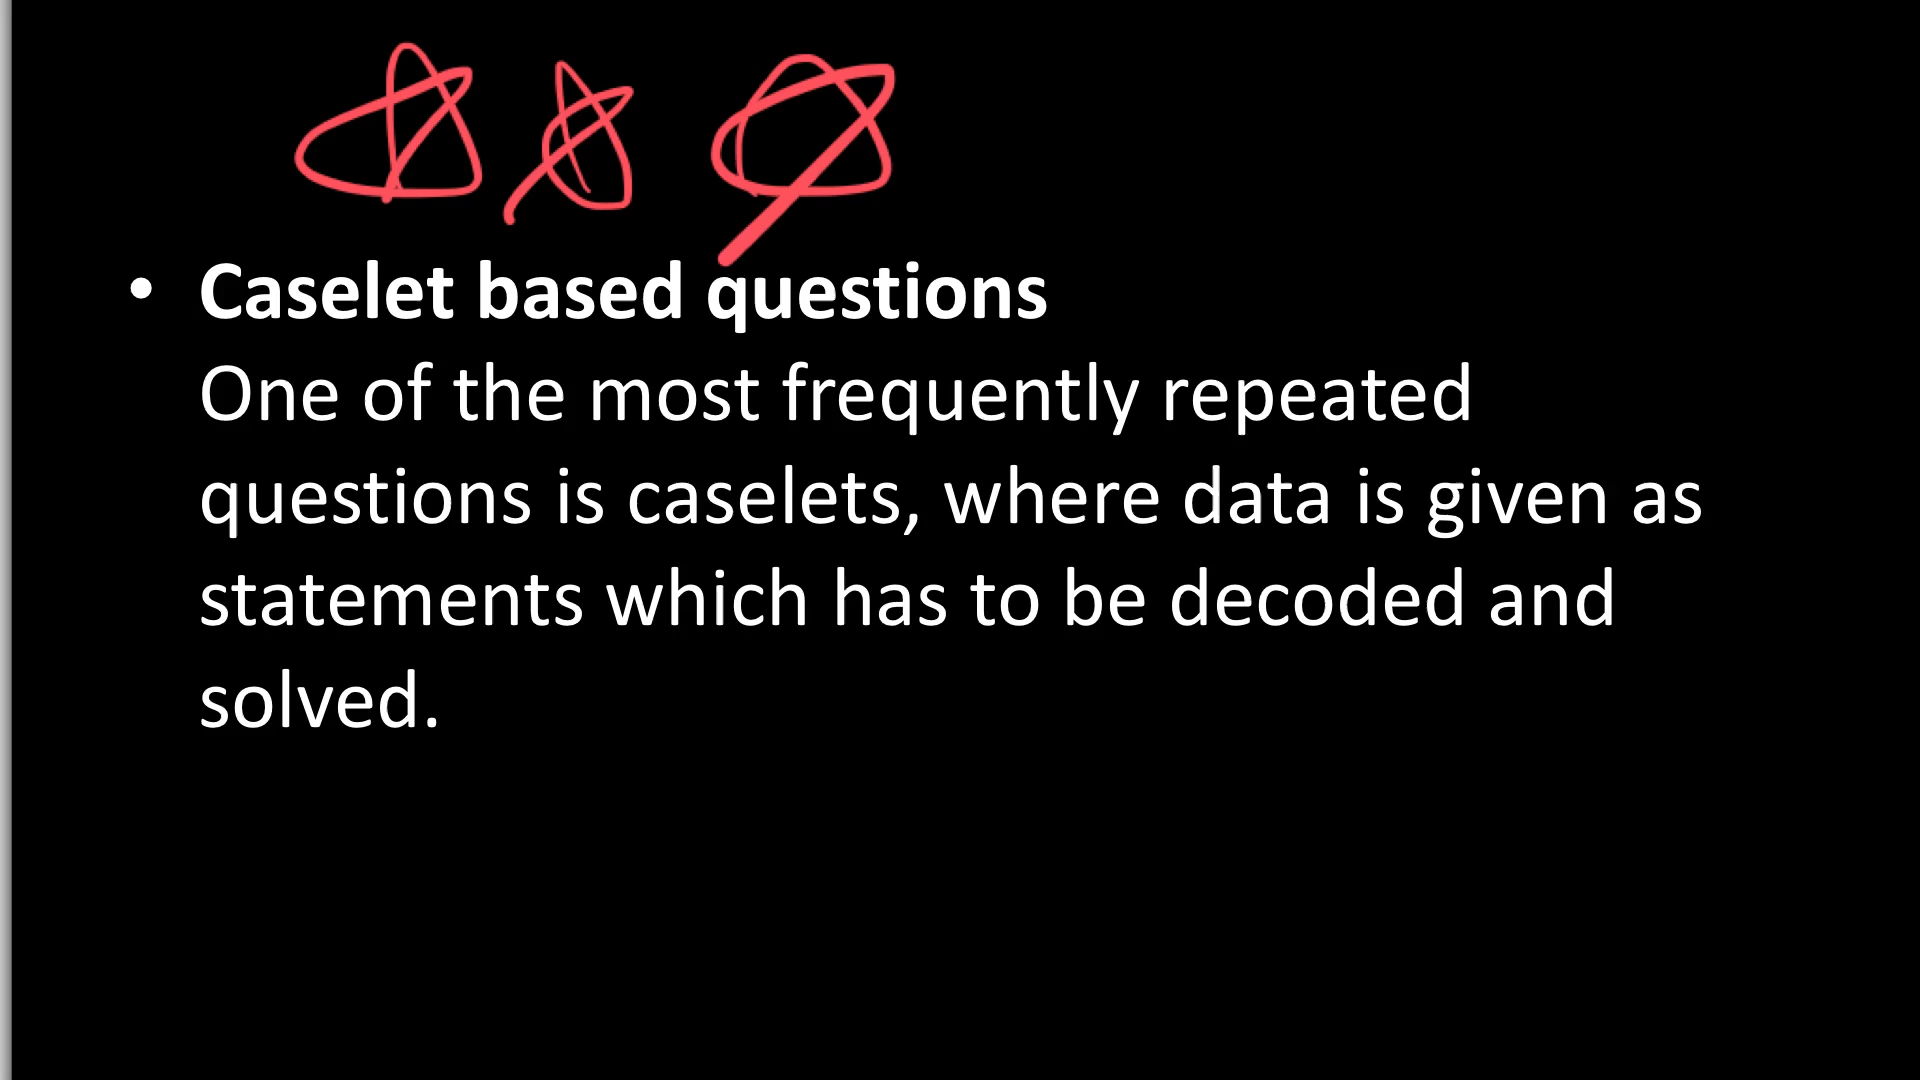 • Caselet based questions
One of the most frequently repeated
questions is caselets, where data is given as
statements which has to be decoded and
solved.